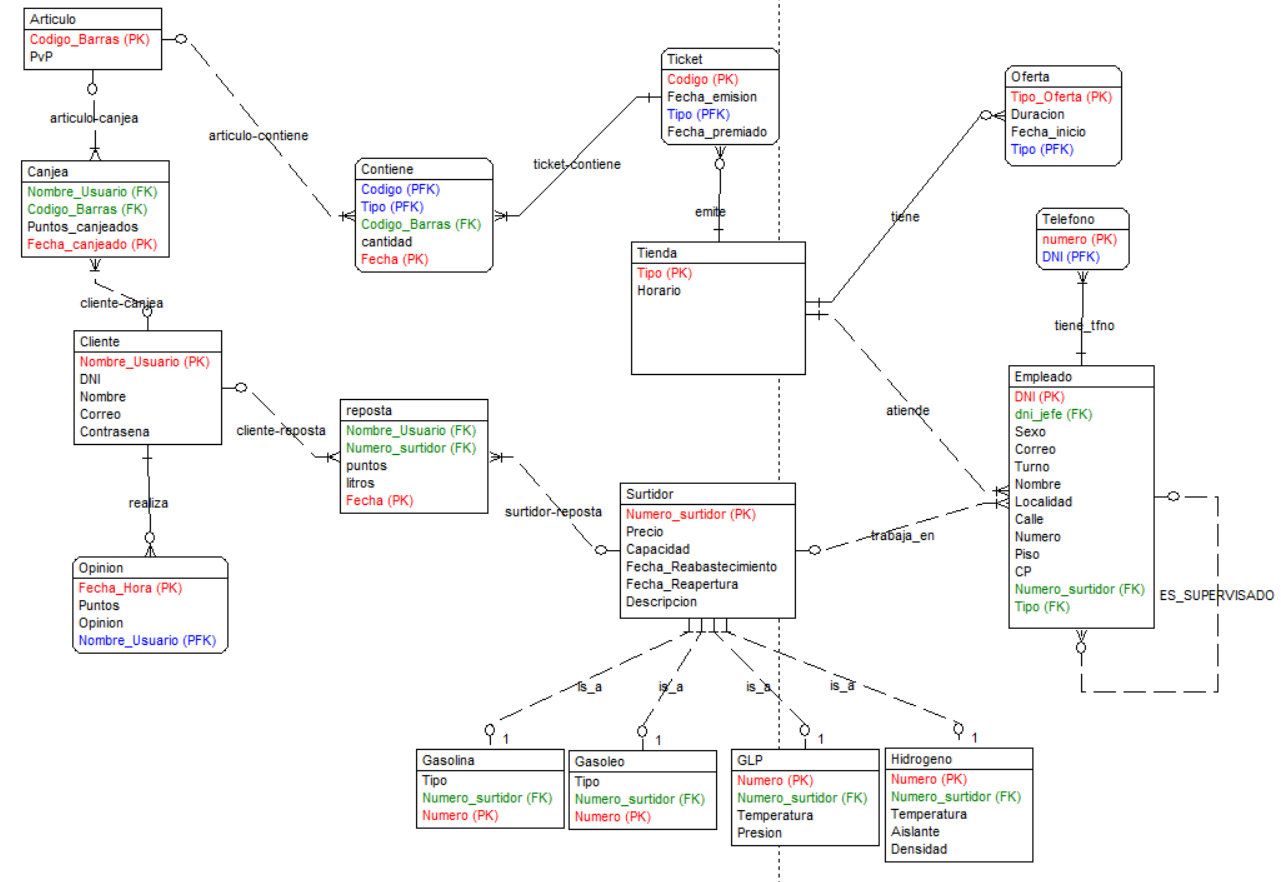 Articulo
Codigo_Barras (PK)
PvP
articulo-canjea
articulo-contiene
Canjea
Nombre_Usuario (FK)
Codigo_Barras (FK)
Puntos_canjeados
Fecha_canjeado (PK)
cliente-canjea
Cliente
Nombre_Usuario (PK)
DNI
Nombre
Correo
Contrasena
realiza
Opinion
Fecha_Hora (PK)
Puntos
Opinion
Nombre_Usuario (PFK)
Contiene
Codigo (PFK)
Tipo (PFK)
Codigo_Barras (FK)
cantidad
Fecha (PK)
ticket-contiene
Ticket
Codigo (PK)
Fecha_emision
Tipo (PFK)
Fecha_premiado
emite
Tienda
Tipo (PK)
Horario
tiene
Oferta
Tipo_Oferta (PK)
Duracion
Fecha_inicio
Tipo (PFK)
Telefono
numero (PK)
DNI (PFK)
tiene_tfno
atiende
Empleado
DNI (PK)
dni_jefe (FK)
Sexo
Correo
Turno
Nombre
Localidad
Calle
Numero
Piso
CP
Numero_surtidor (FK)
Tipo (FK)
ES_SUPERVISADO
trabaja_en
cliente-reposta
reposta
Nombre_Usuario (FK)
Numero_surtidor (FK)
puntos
litros
Fecha (PK)
surtidor-reposta
Surtidor
Numero_surtidor (PK)
Precio
Capacidad
Fecha_Reabastecimiento
Fecha_Reapertura
Descripcion
is_a
is_a
is_a
is_a
1
1
1
1
Gasolina
Tipo
Numero_surtidor (FK)
Numero (PK)
Gasoleo
Tipo
Numero_surtidor (FK)
Numero (PK)
GLP
Numero (PK)
Numero_surtidor (FK)
Temperatura
Presion
Hidrogeno
Numero (PK)
Numero_surtidor (FK)
Temperatura
Aislante
Densidad